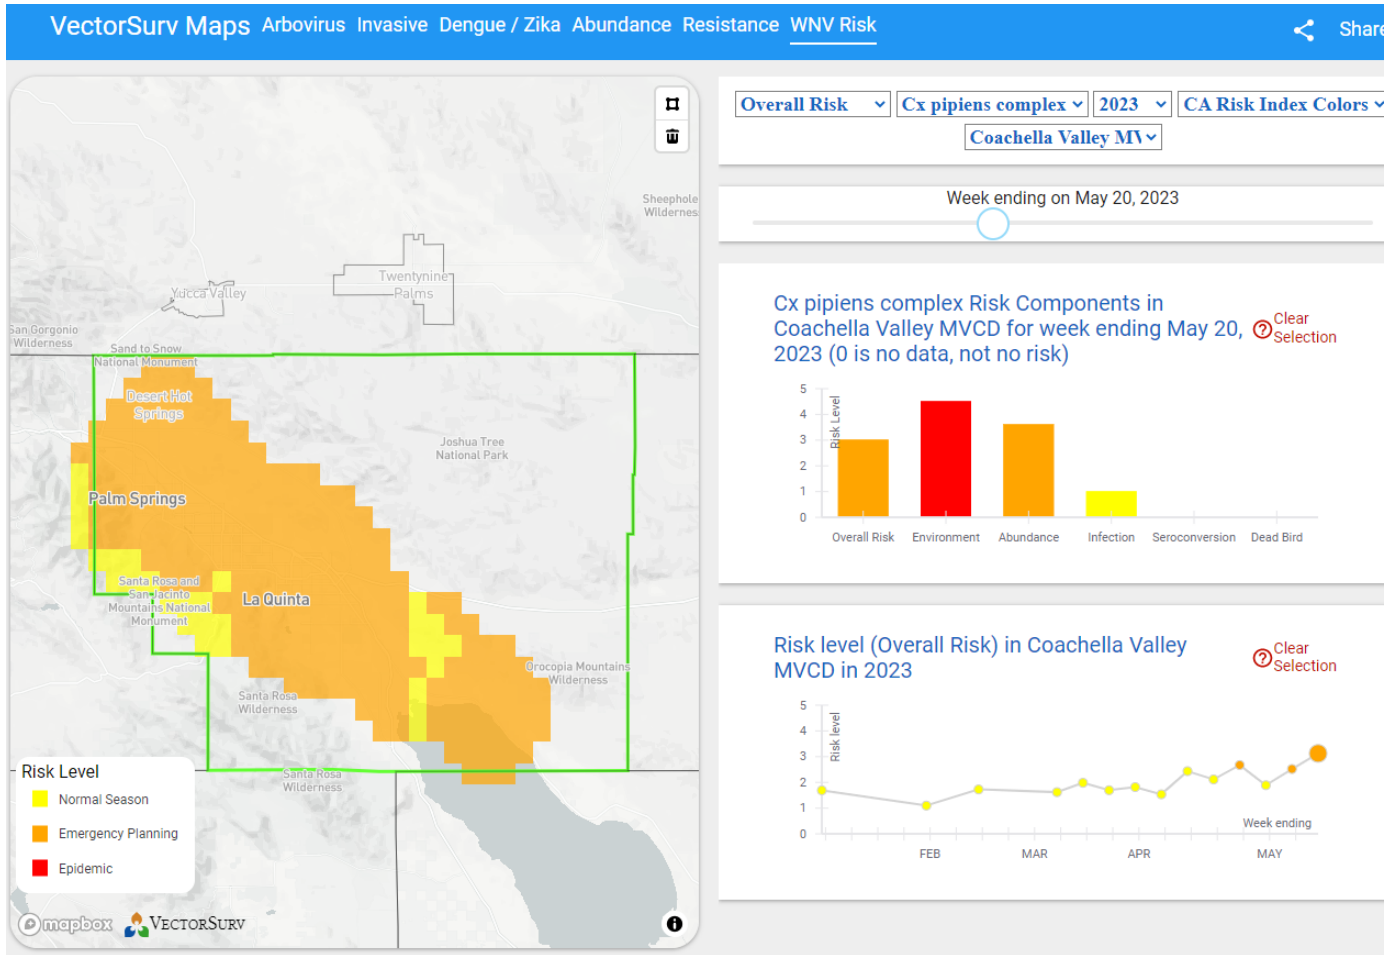 VectorSurv Maps Arbovirus Invasive Dengue / Zika Abundance Resistance WNV Risk Share
Overall Risk Cx pipiens complex 2023 CA Risk Index Colors
Coachella Valley MV
Week ending on May 20, 2023
Sheephole
Wilderness
Twentynine
Palms
Yucca Valley
San Gorgonio
Wilderness
Sand to Snow
National Monument
Desert Hot
Springs
Joshua Tree
National Park
Palm Springs
Santa Rosa and
San Jacinto
Mountains National
Monument
La Quinta
Orocopia Mountains
Wilderness
Santa Rosa
Wilderness
Santa Rosa
Wilderness
Risk Level
Normal Season
Emergency Planning
Epidemic
mapbox VECTORSURV
Cx pipiens complex Risk Components in
Coachella Valley MVCD for week ending May 20,
2023 (0 is no data, not no risk)
Clear
Selection
5
4
3
2
1
0
Risk Level
Overall Risk Environment Abundance Infection Seroconversion Dead Bird
Risk level (Overall Risk) in Coachella Valley
MVCD in 2023
Clear
Selection
5
4
3
2
1
0
Risk level
Week ending
FEB MAR APR MAY